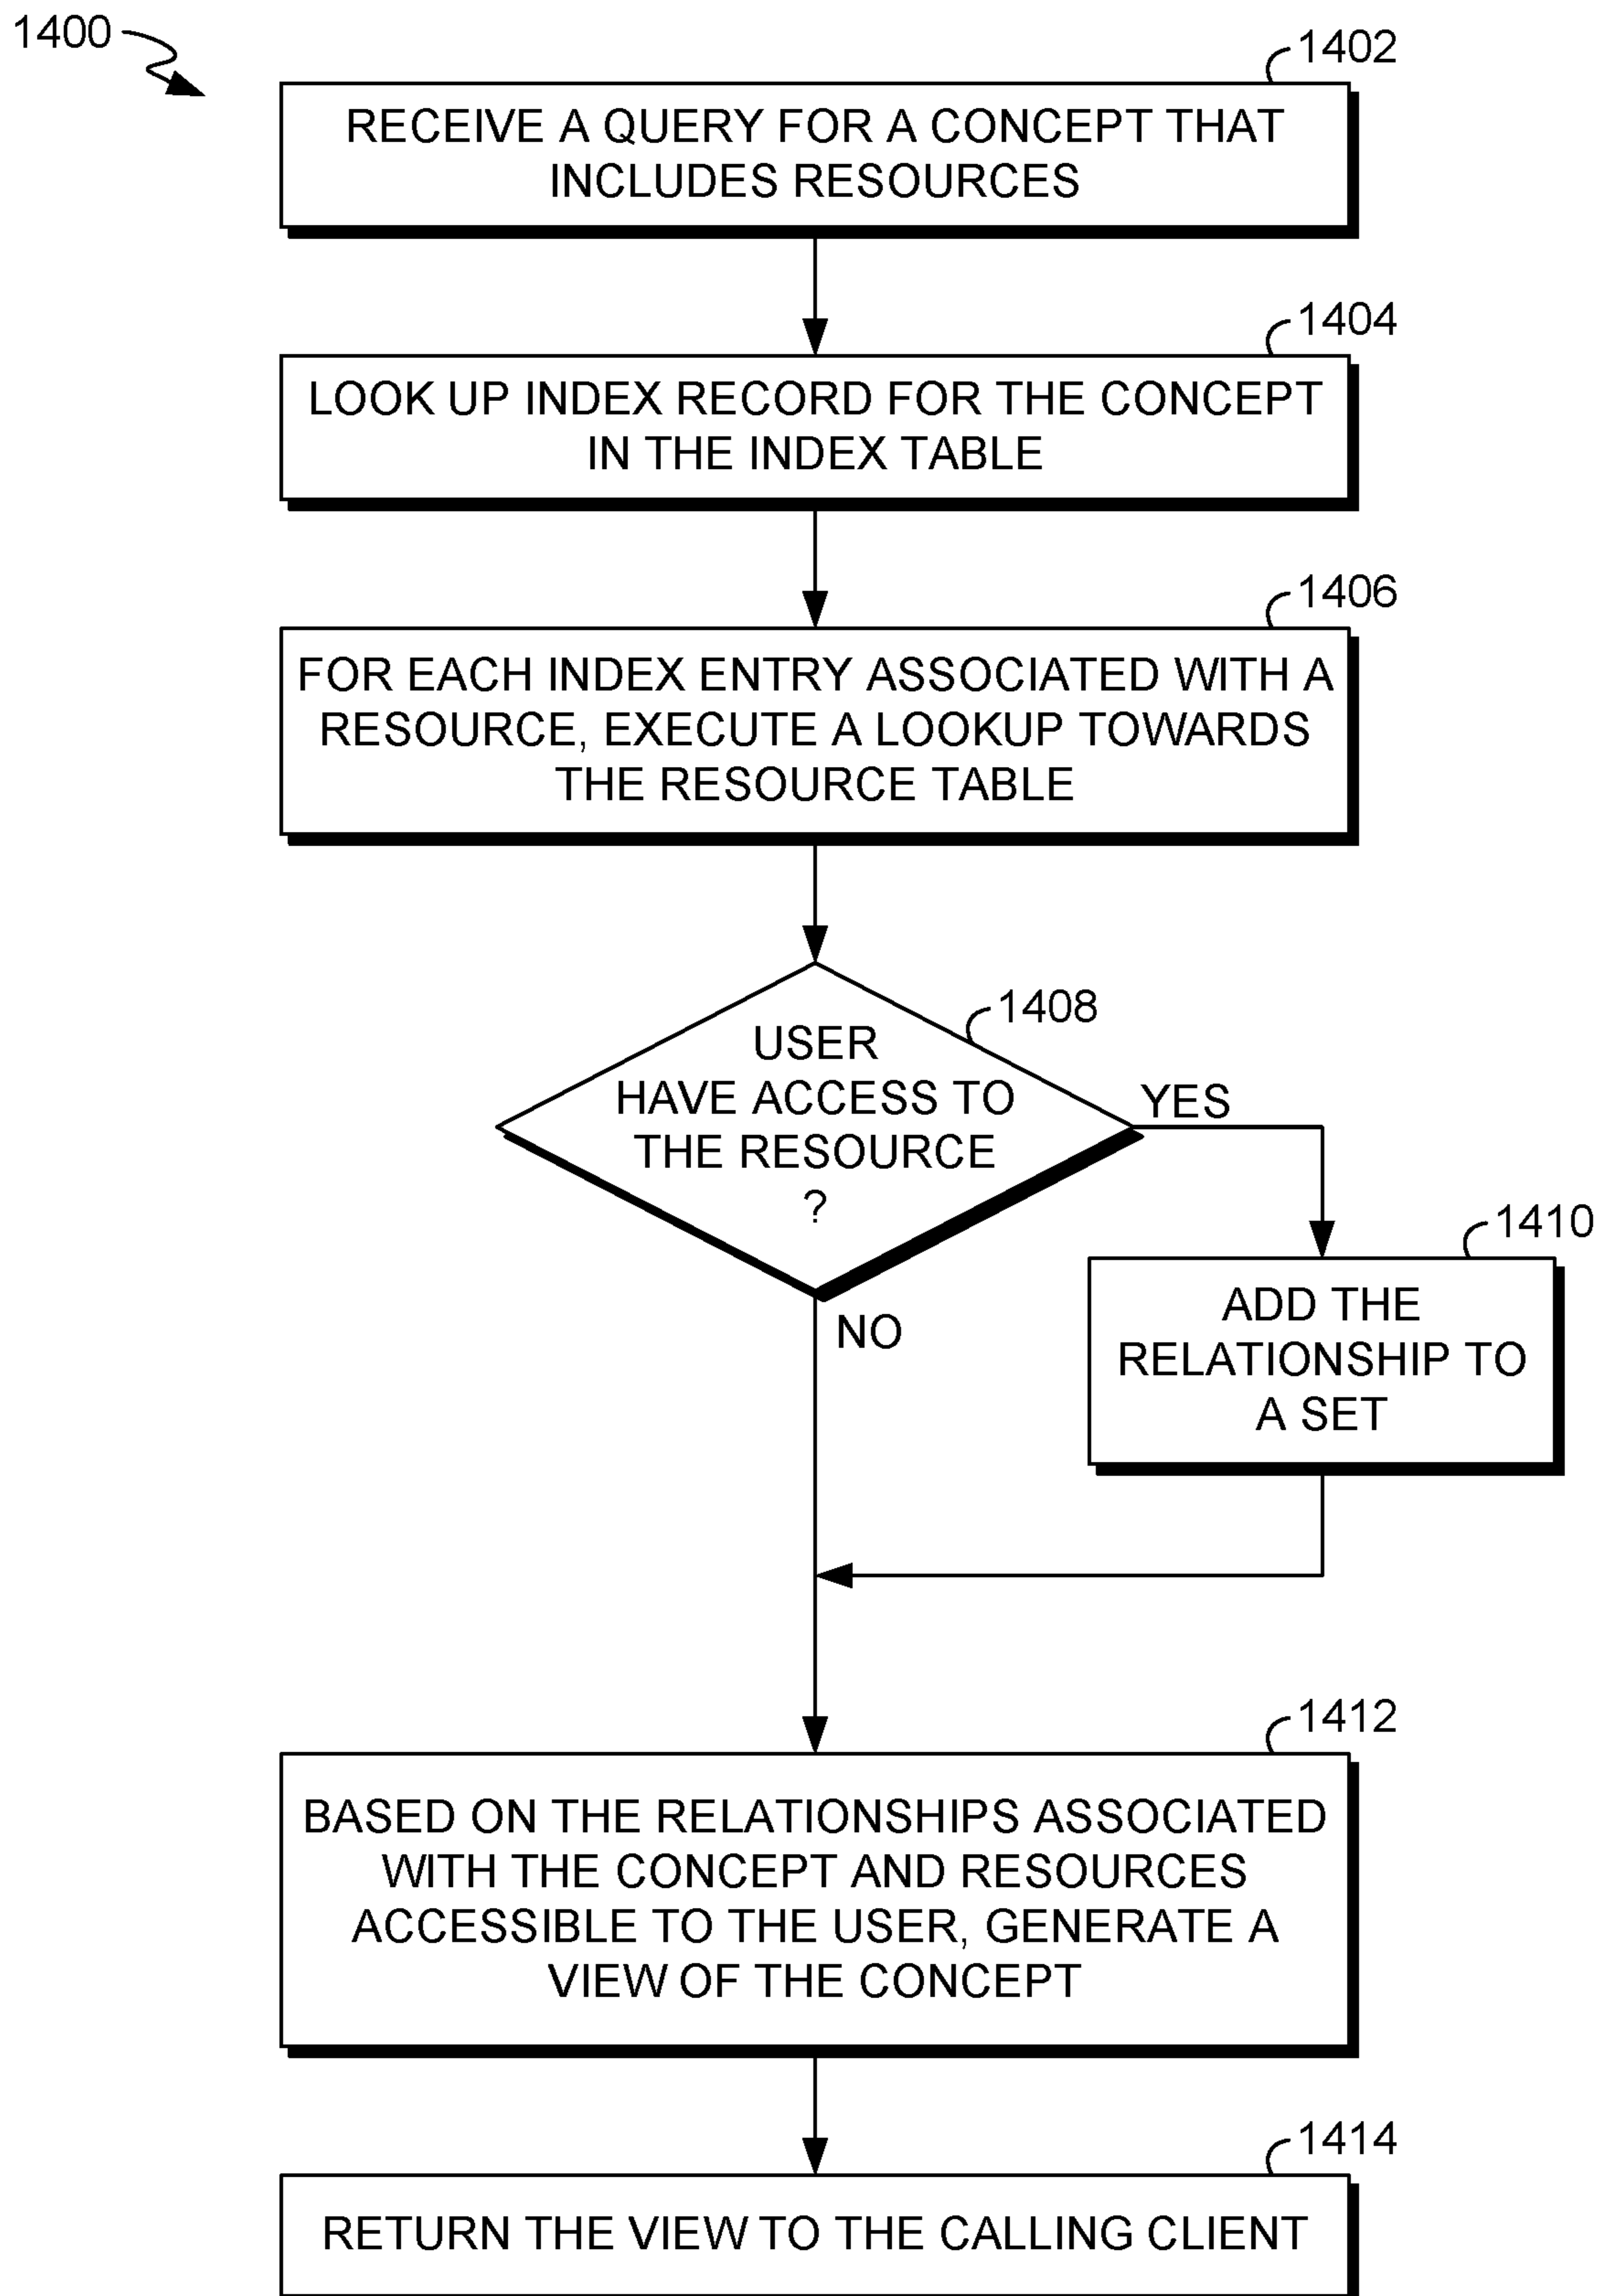 1400
1402
RECEIVE A QUERY FOR A CONCEPT THAT
INCLUDES RESOURCES
1404
LOOK UP INDEX RECORD FOR THE CONCEPT
IN THE INDEX TABLE
1406
FOR EACH INDEX ENTRY ASSOCIATED WITH A
RESOURCE, EXECUTE A LOOKUP TOWARDS
THE RESOURCE TABLE
1408
USER
HAVE ACCESS TO
THE RESOURCE
?
YES
NO
1410
ADD THE
RELATIONSHIP TO
A SET
1412
BASED ON THE RELATIONSHIPS ASSOCIATED
WITH THE CONCEPT AND RESOURCES
ACCESSIBLE TO THE USER, GENERATE A
VIEW OF THE CONCEPT
1414
RETURN THE VIEW TO THE CALLING CLIENT